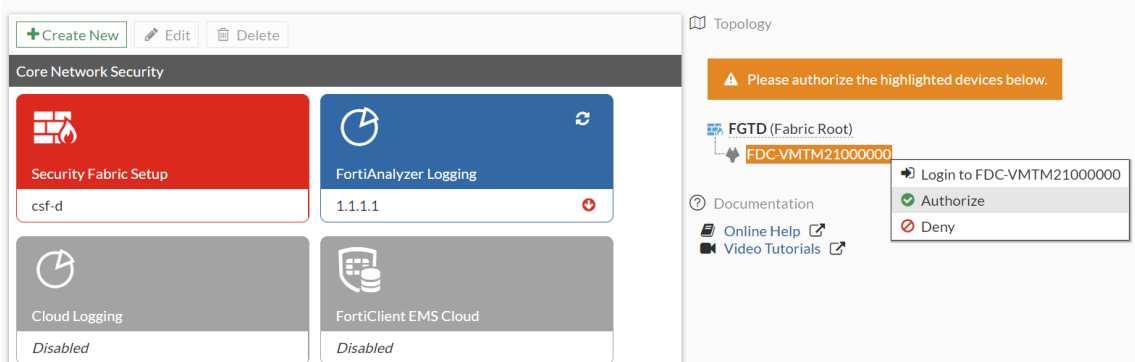 Create New
Edit
Delete
Core Network Security
Security Fabric Setup
csf-d
FortiAnalyzer Logging
1.1.1.1
Cloud Logging
Disabled
FortiClient EMS Cloud
Disabled
Topology
Please authorize the highlighted devices below.
FGTD (Fabric Root)
FDC-VMTM21000000
Login to FDC-VMTM21000000
Authorize
Deny
Documentation
Online Help
Video Tutorials